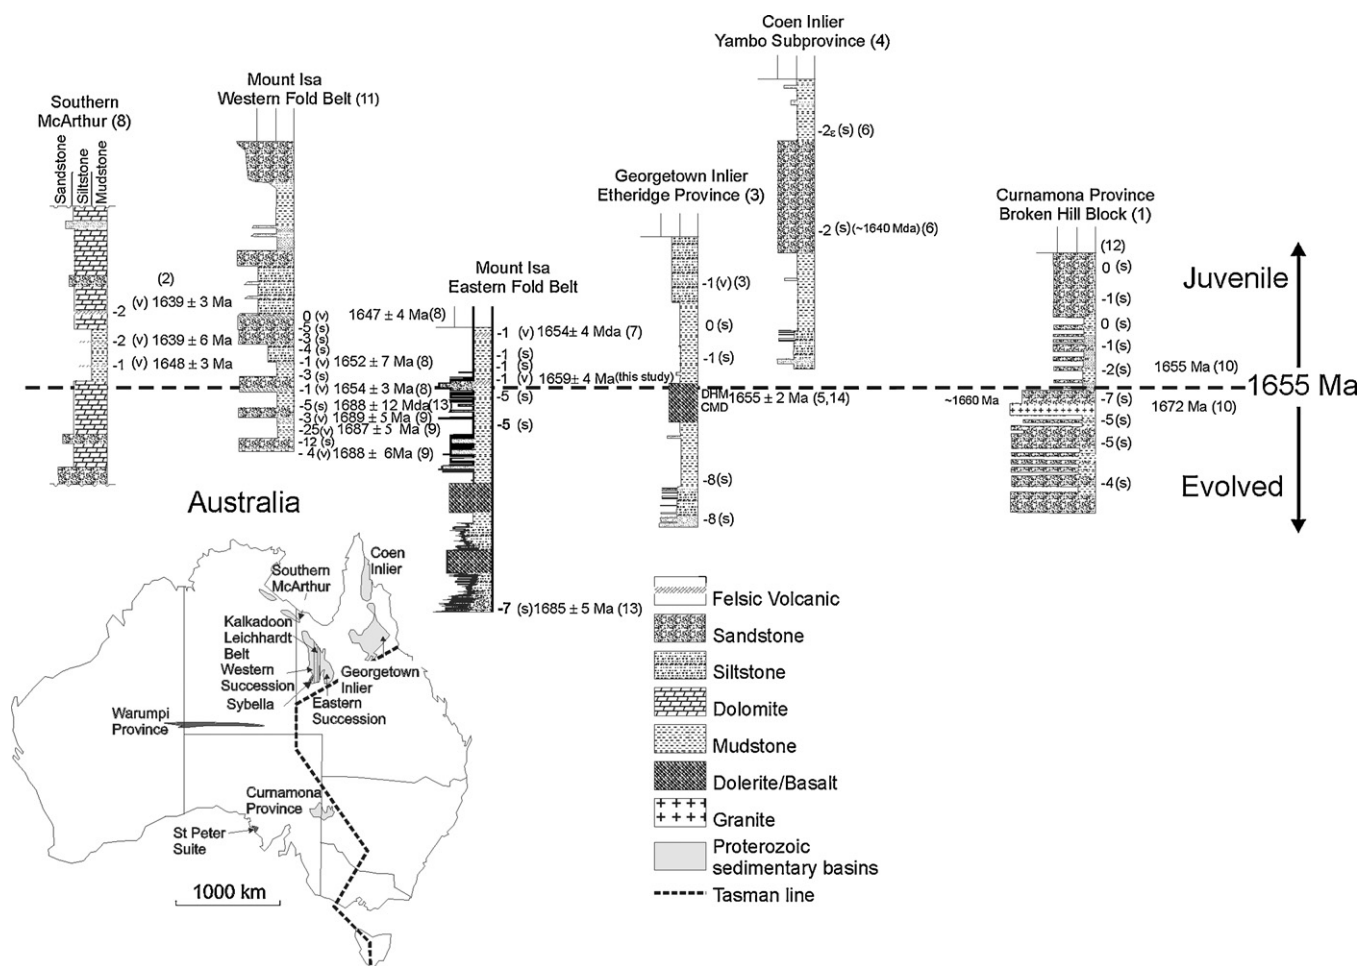 Coen Inlier
Yambo Subprovince (4)
Mount Isa
Western Fold Belt (11)
Southern
McArthur (8)
Sandstone
Siltstone
Mudstone
(2)
-2 (v) 1639 ± 3 Ma
-2 (v) 1639 ± 6 Ma
-1 (v) 1648 ± 3 Ma
0 (v) 1647 ± 4 Ma (8)
-5 (s)
-3 (s)
-4 (s)
-1 (v) 1652 ± 7 Ma (8)
-3 (s)
-1 (v) 1654 ± 3 Ma (8)
-5 (s) 1688 ± 12 Mda (13)
-3 (v) 1689 ± 5 Ma (9)
-25 (v) 1687 ± 5 Ma (9)
-12 (s)
- 4 (v) 1688 ± 6Ma (9)
Mount Isa
Eastern Fold Belt
-1 (v) 1654± 4 Mda (7)
-1 (s)
-1 (s)
-1 (v) 1659± 4 Ma (this study)
-5 (s)
-5 (s)
-7 (s) 1685 ± 5 Ma (13)
Georgetown Inlier
Etheridge Province (3)
-1 (v) (3)
0 (s)
-1 (s)
DHM
CMD
1655 ± 2 Ma (5,14)
-8 (s)
-8 (s)
-2ε (s) (6)
-2 (s) (~1640 Mda) (6)
Curnamona Province
Broken Hill Block (1)
(12)
0 (s)
-1 (s)
0 (s)
-1 (s)
-2 (s) 1655 Ma (10)
~1660 Ma
-7 (s)
1672 Ma (10)
-5 (s)
-5 (s)
-4 (s)
Juvenile
1655 Ma
Evolved
Australia
Coen
Inlier
Southern
McArthur
Kalkadoon
Leichhardt
Belt
Western
Succession
Sybella
Georgetown
Inlier
Eastern
Succession
Warumpi
Province
Curnamona
Province
St Peter
Suite
1000 km
Felsic Volcanic
Sandstone
Siltstone
Dolomite
Mudstone
Dolerite/Basalt
Granite
Proterozoic
sedimentary basins
Tasman line